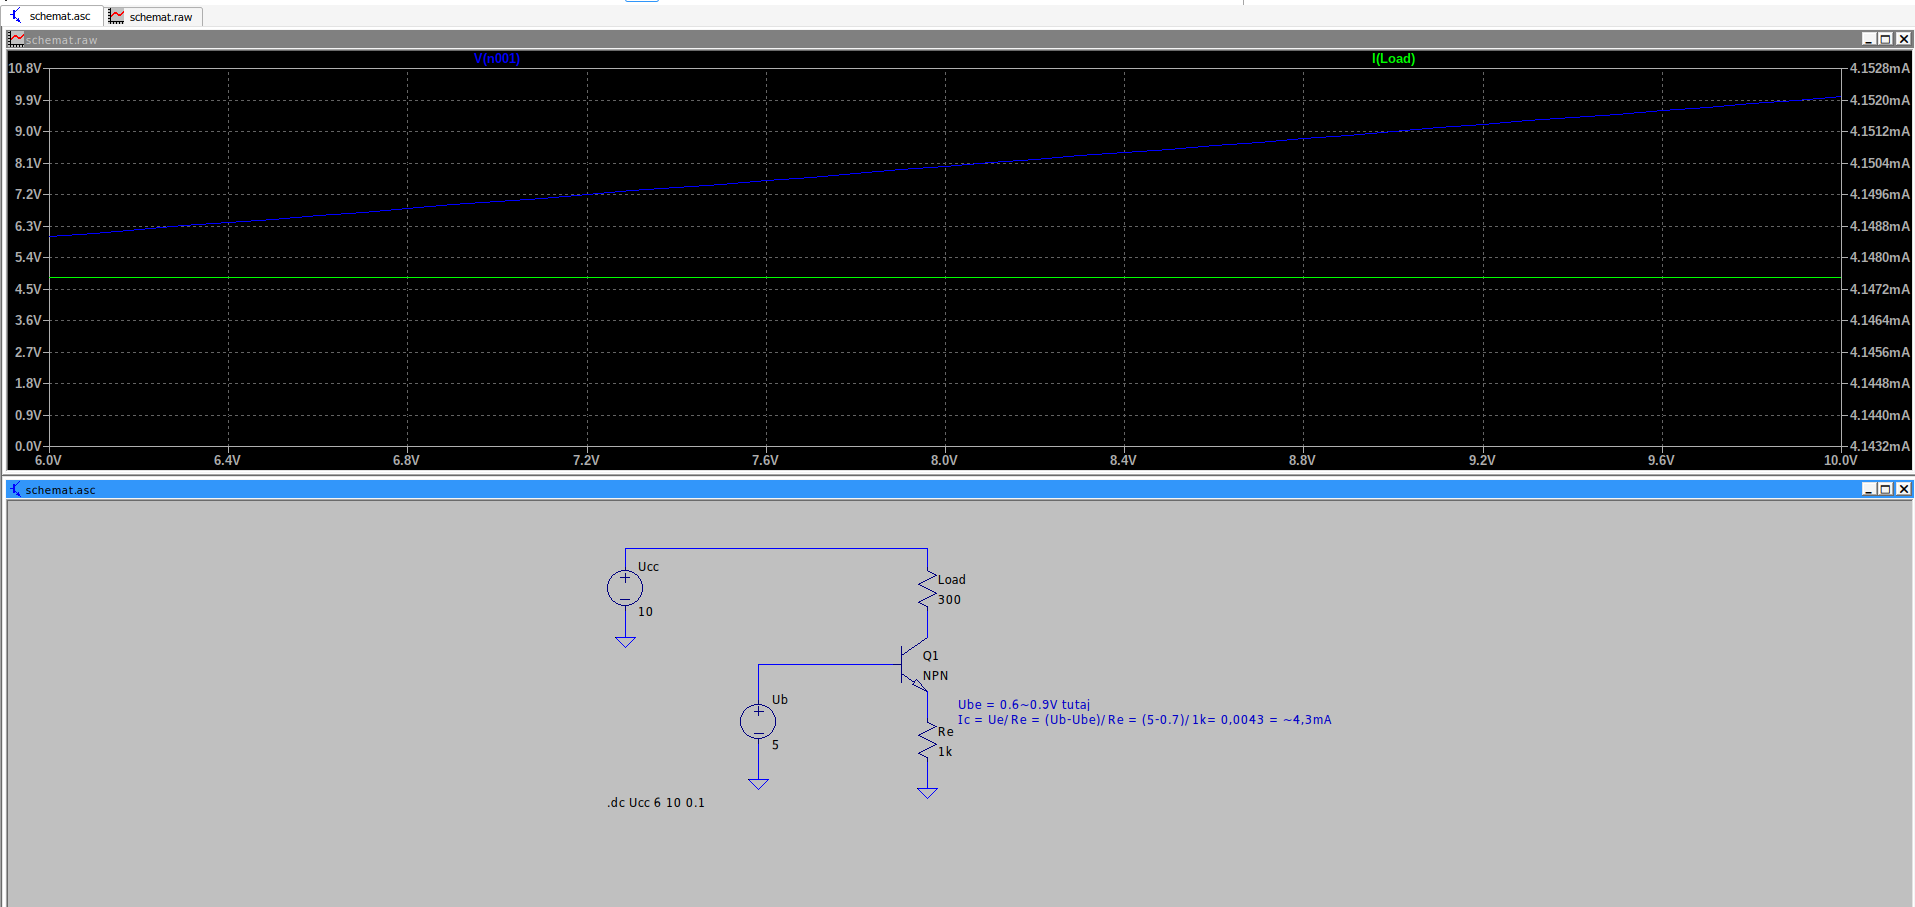 schemat.asc
schemat.raw
schemat.raw
V(n001)
I(Load)
10.8V
9.9V
9.0V
8.1V
7.2V
6.3V
5.4V
4.5V
3.6V
2.7V
1.8V
0.9V
0.0V
4.1528mA
4.1520mA
4.1512mA
4.1504mA
4.1496mA
4.1488mA
4.1480mA
4.1472mA
4.1464mA
4.1456mA
4.1448mA
4.1440mA
4.1432mA
6.0V
6.4V
6.8V
7.2V
7.6V
8.0V
8.4V
8.8V
9.2V
9.6V
10.0V
schemat.asc
Ucc
10
Load
300
Q1
NPN
Ub
5
Ube = 0.6~0.9V tutaj
Ic = Ue/Re = (Ub-Ube)/Re = (5-0.7)/1k= 0,0043 = ~4,3mA
Re
1k
.dc Ucc 6 10 0.1